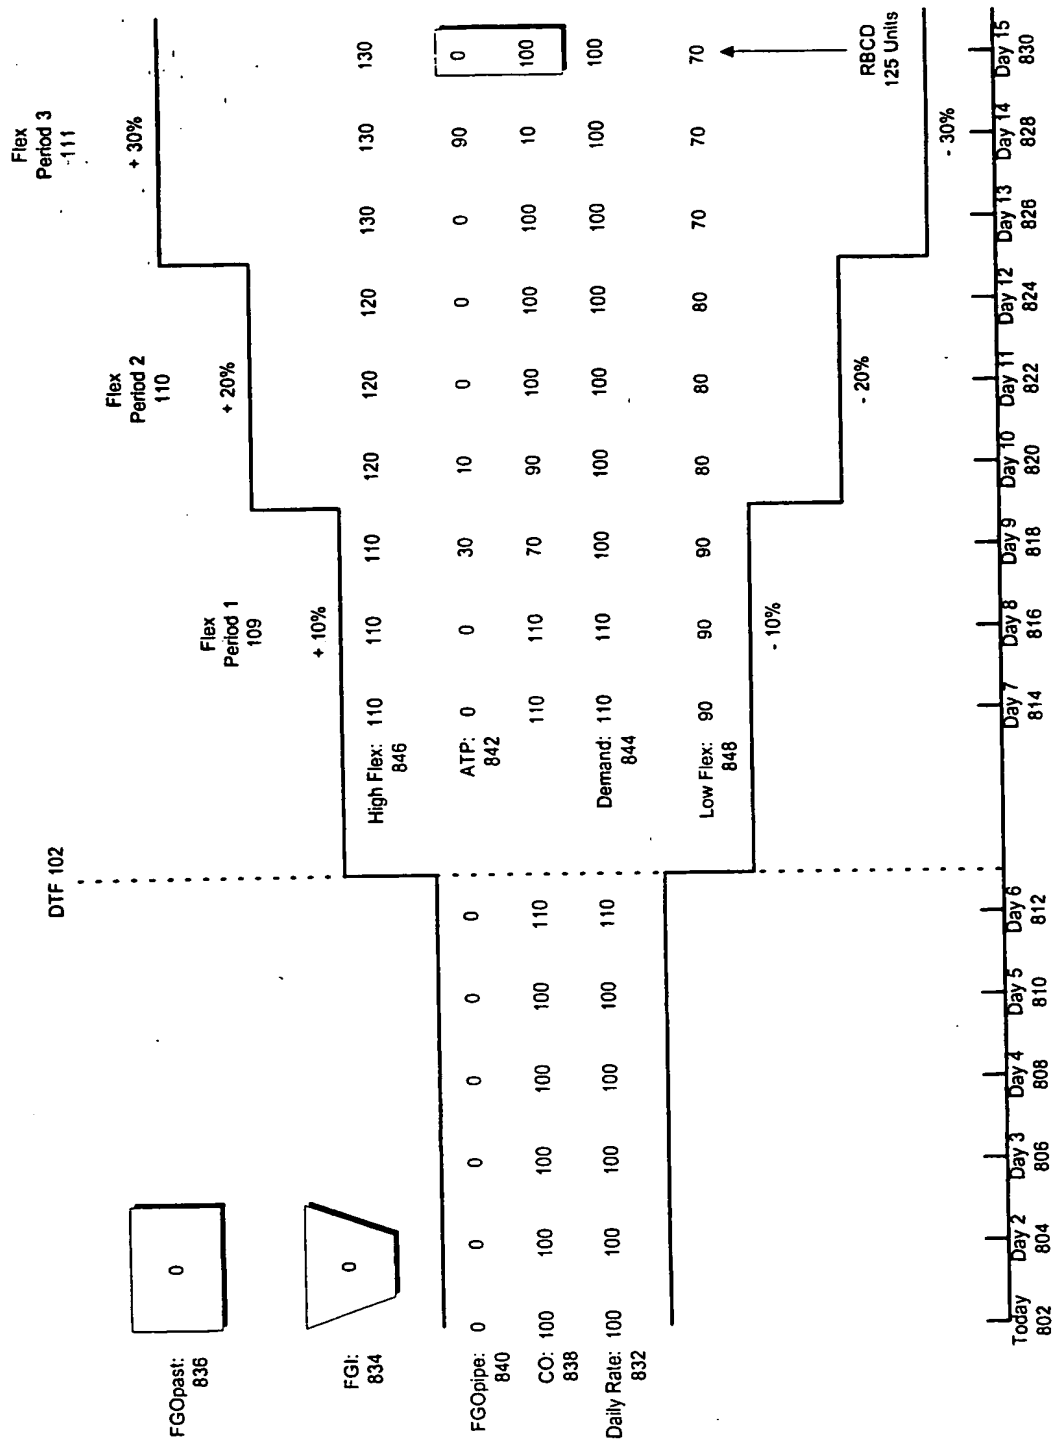 Flex
Period 3
111
+ 30%
Flex
Period 2
110
+ 20%
Flex
Period 1
109
+ 10%
DTF 102
FGOpast:
836
0
FGI:
834
0
High Flex: 110 110 110 120 120 120 130 130 130
846
FGOpipe: 0 0 0 0 0 0
840
ATP: 0 0 30 10 0 0 0 90 0
842
CO: 100 100 100 100 100 110 110 110 70 90 100 100 100 10 100
838
Daily Rate: 100 100 100 100 100 110
832
Demand: 110 110 100 100 100 100 100 100 100
844
Low Flex: 90 90 90 80 80 80 70 70 70
848
- 10%
- 20%
- 30%
RBCD
125 Units
Today Day 2 Day 3 Day 4 Day 5 Day 6 Day 7 Day 8 Day 9 Day 10 Day 11 Day 12 Day 13 Day 14 Day 15
802 804 806 808 810 812 814 816 818 820 822 824 826 828 830